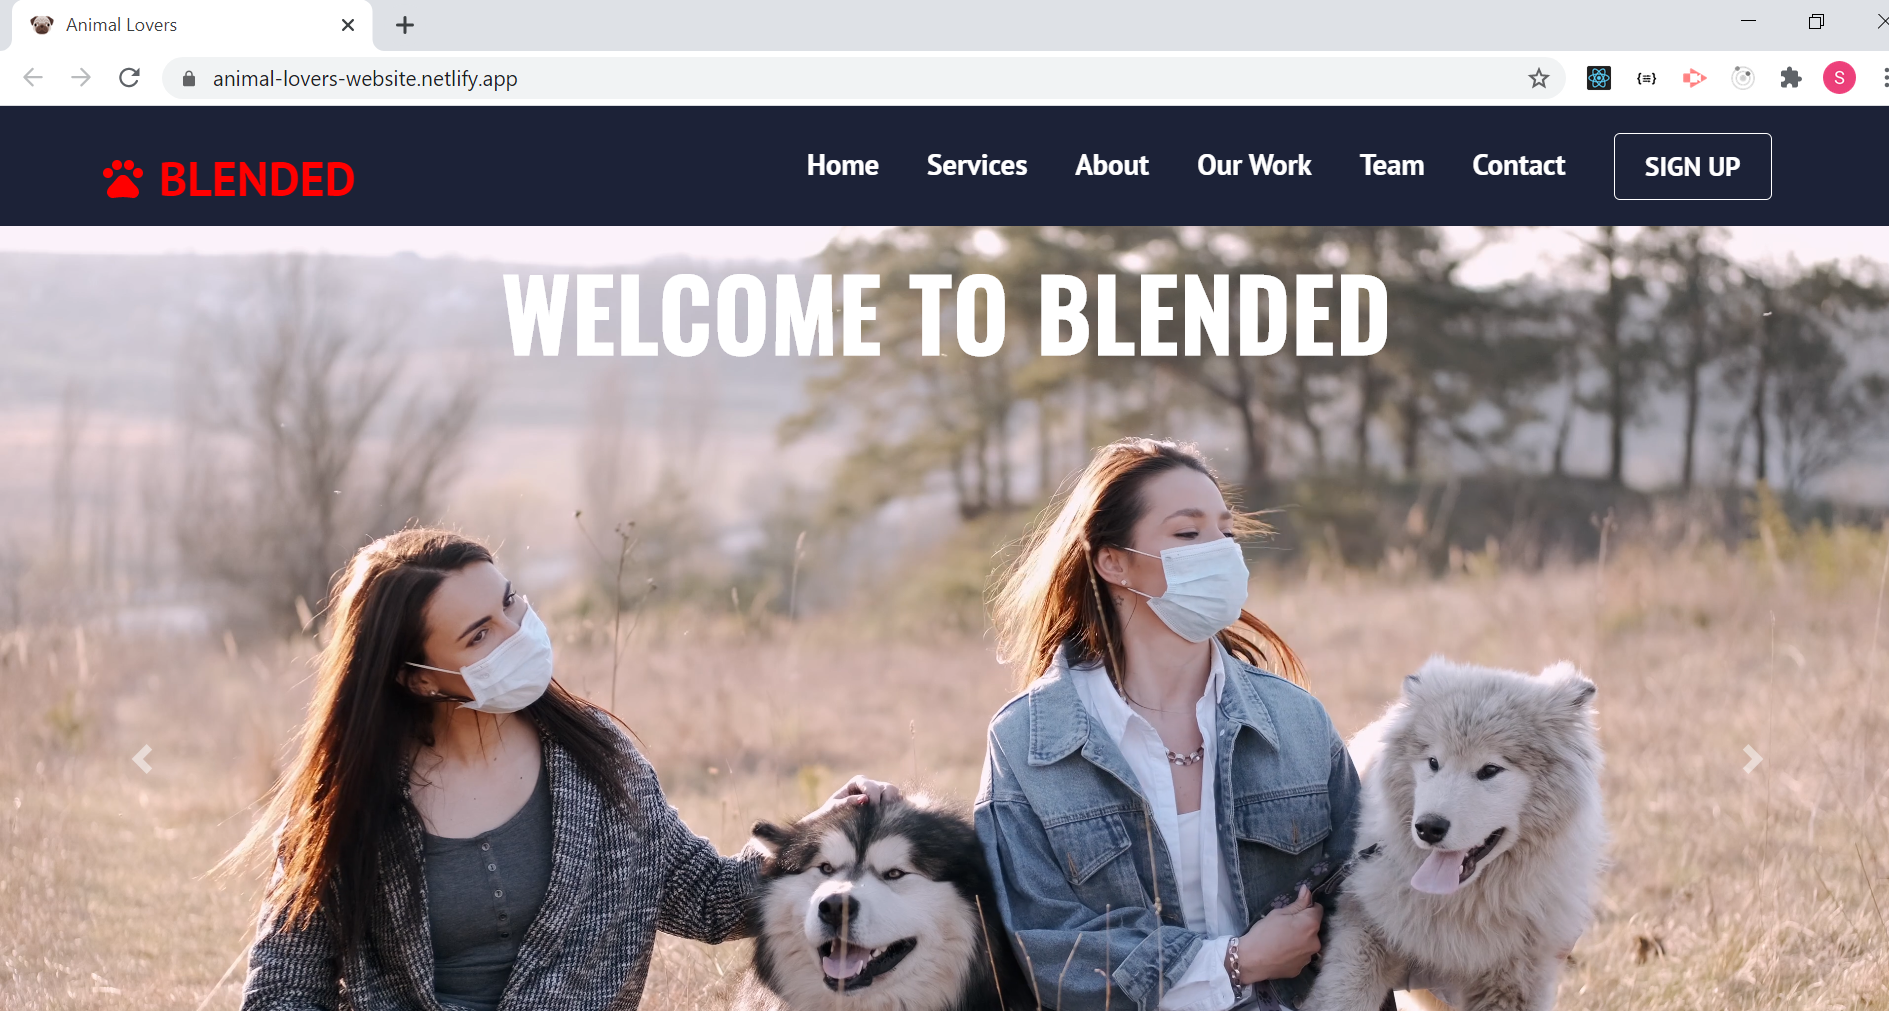 Animal Lovers
animal-lovers-website.netlify.app
{≡}
S
BLENDED
Home Services About Our Work Team Contact SIGN UP
WELCOME TO BLENDED